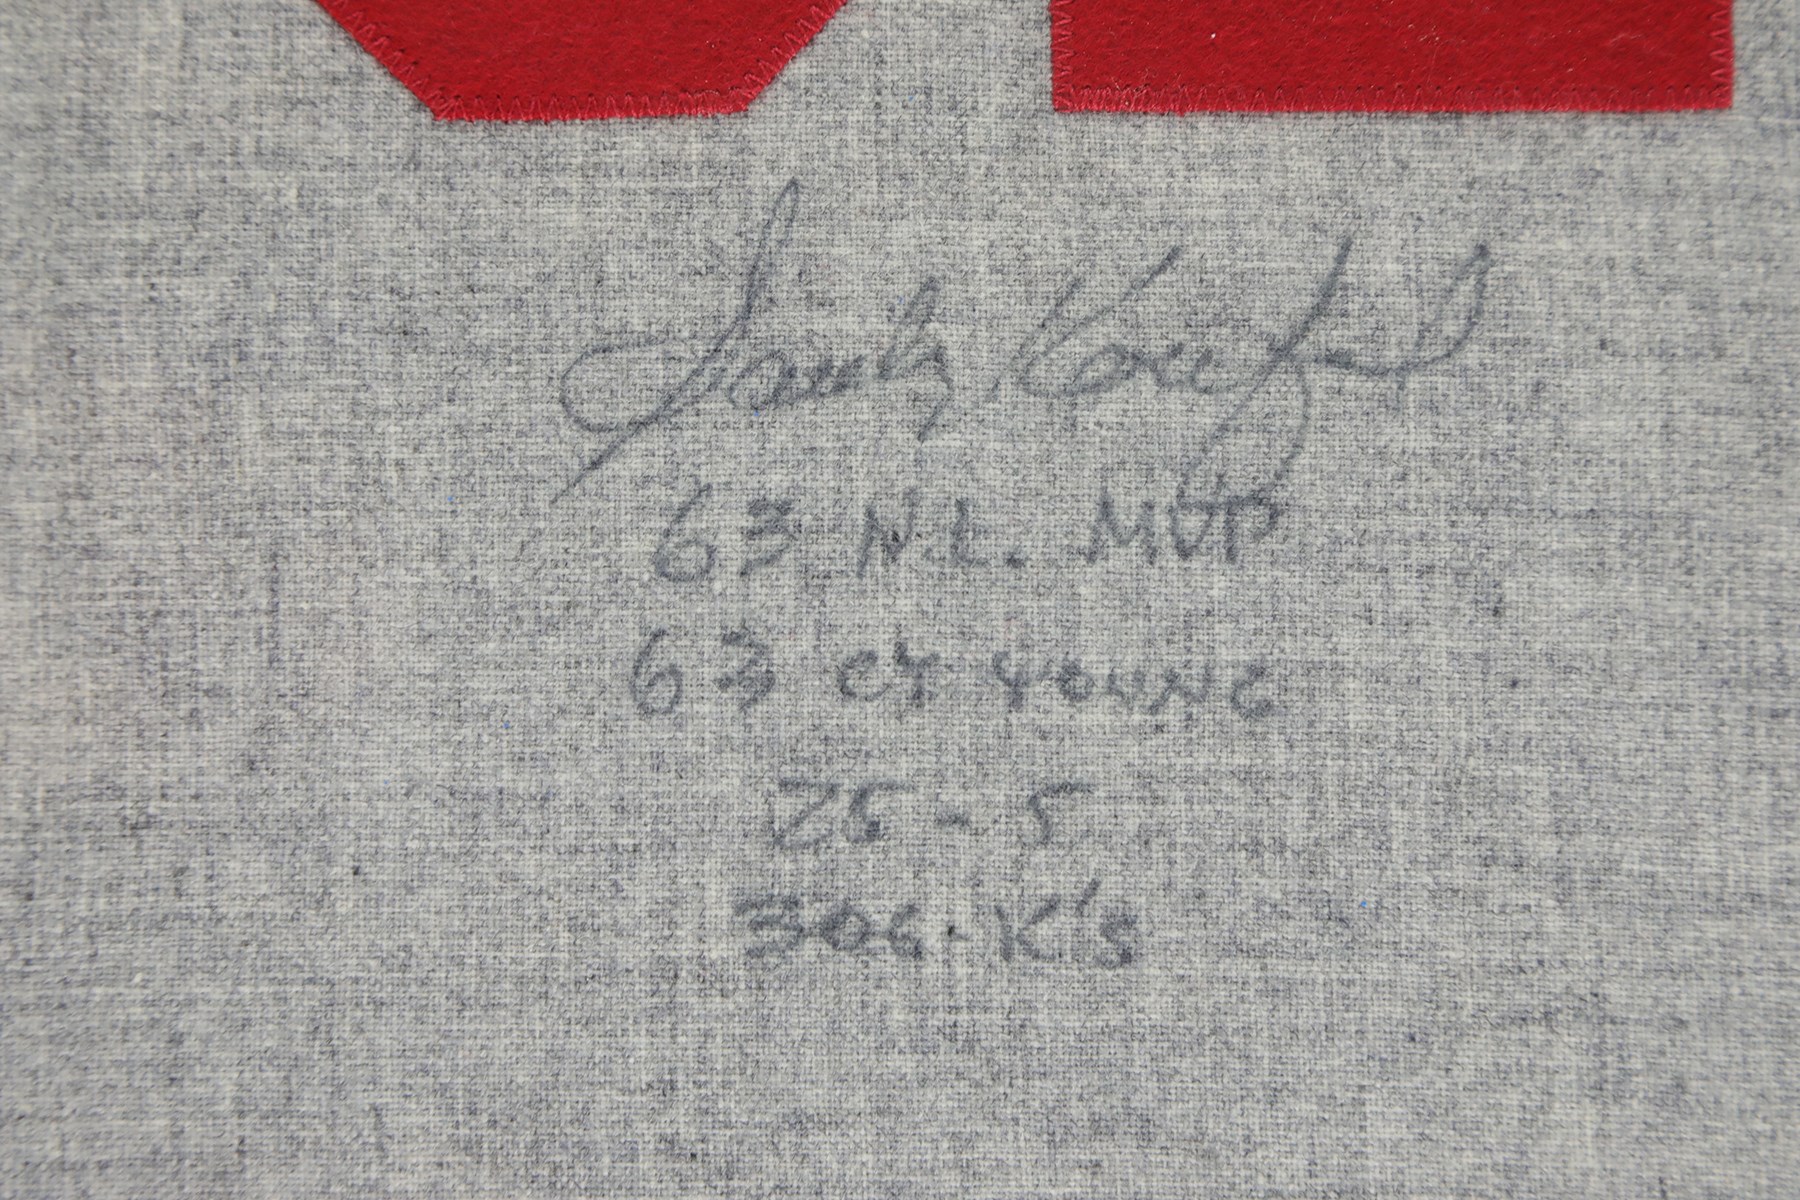 Sandy Koufax
63 N.L. MVP
63 CY YOUNG
25-5
306-K's